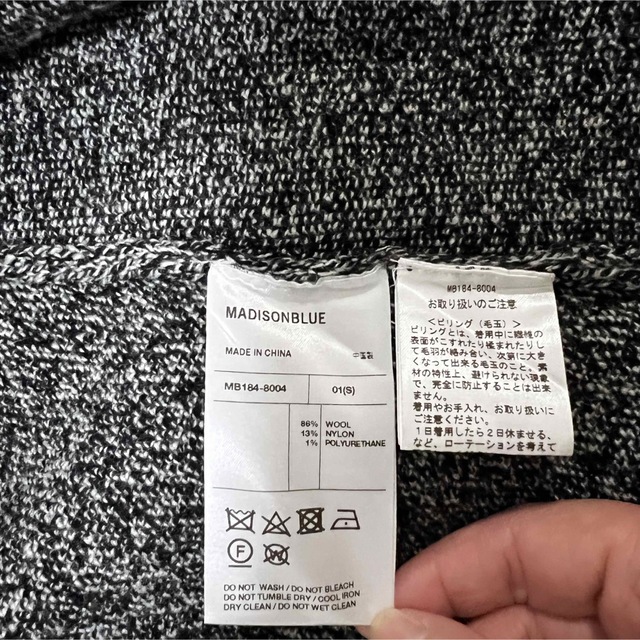 MADISONBLUE
MADE IN CHINA 中国製
MB184-8004 01(S)
86% WOOL
13% NYLON
1% POLYURETHANE
F W
DO NOT WASH / DO NOT BLEACH
DO NOT TUMBLE DRY / COOL IRON
DRY CLEAN / DO NOT WET CLEAN
MB184-8004
お取り扱いのご注意
<ピリング(毛玉)>
ピリングとは、着用中に繊維の
表面がこすれたり揉まれたりし
て毛羽が絡み合い、次第に大き
くなって出来る毛玉のこと。素
材の特性上、避けられない現象
で、完全に防止することは出来
ません。
着用やお手入れ、お取り扱いに
ご注意ください。
1日着用したら2日休ませる、
など、ローテーションを考えて